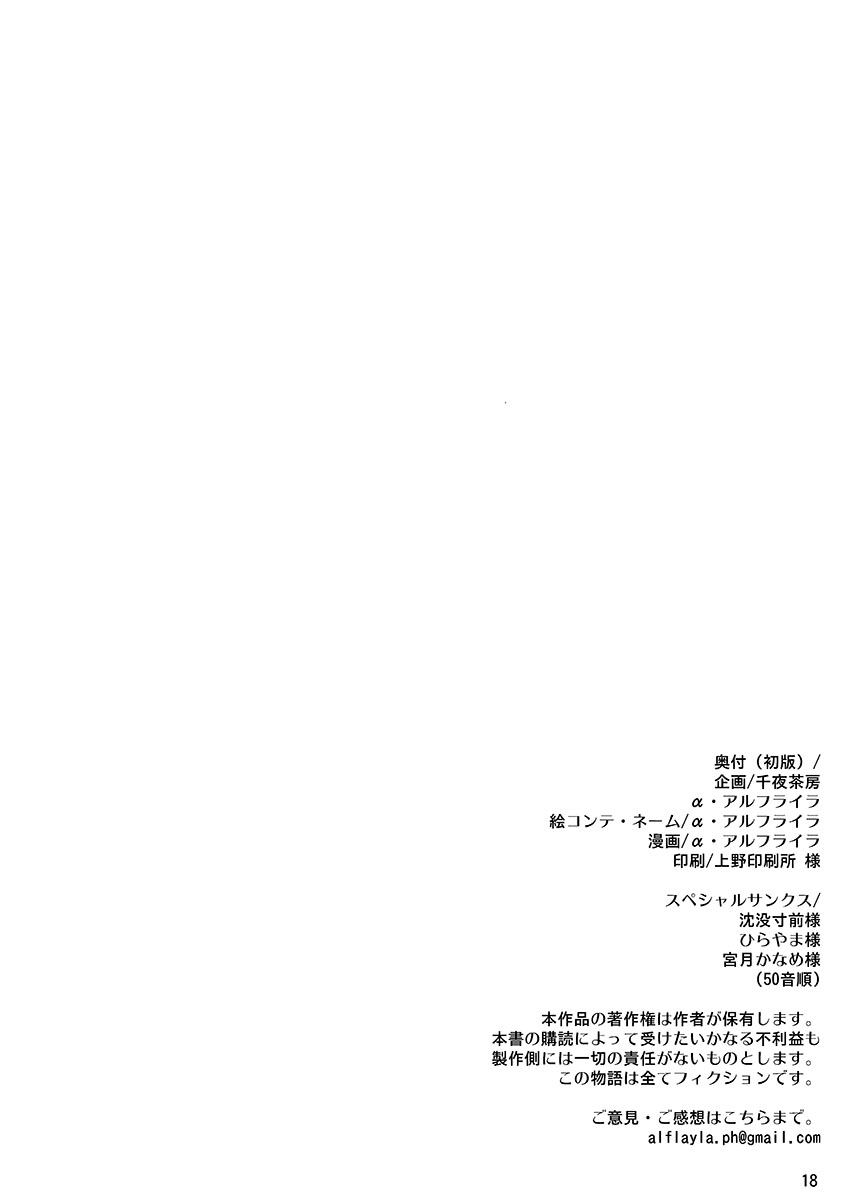 奥付（初版）/
企画/千夜茶房
α・アルフライラ
絵コンテ・ネーム/α・アルフライラ
漫画/α・アルフライラ
印刷/上野印刷所 様
スペシャルサンクス/
沈没寸前様
ひらやま様
宮月かなめ様
（50音順）
本作品の著作権は作者が保有します。
本書の購読によって受けたいかなる不利益も
製作側には一切の責任がないものとします。
この物語は全てフィクションです。
ご意見・ご感想はこちらまで。
alflayla.ph@gmail.com
18